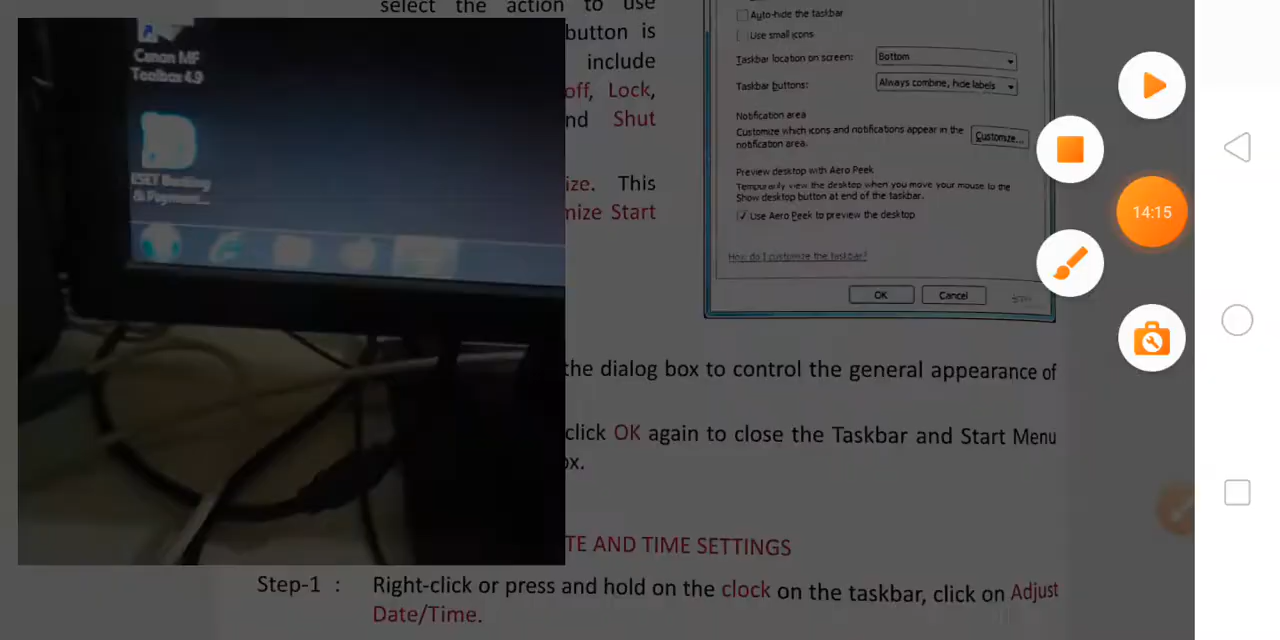 select the action to use
button is
include
off, Lock,
nd Shut
ize. This
mize Start
Canon MF
Toolbox 4.9
ESET Banking
& Payment...
Auto-hide the taskbar
Use small icons
Taskbar location on screen: Bottom
Taskbar buttons: Always combine, hide labels
Notification area
Customize which icons and notifications appear in the
notification area.
Customize...
Preview desktop with Aero Peek
Temporarily view the desktop when you move your mouse to the
Show desktop button at end of the taskbar.
Use Aero Peek to preview the desktop
How do I customize the taskbar?
OK Cancel
14:15
the dialog box to control the general appearance of
click OK again to close the Taskbar and Start Menu
ox.
TE AND TIME SETTINGS
Step-1 : Right-click or press and hold on the clock on the taskbar, click on Adjust
Date/Time.